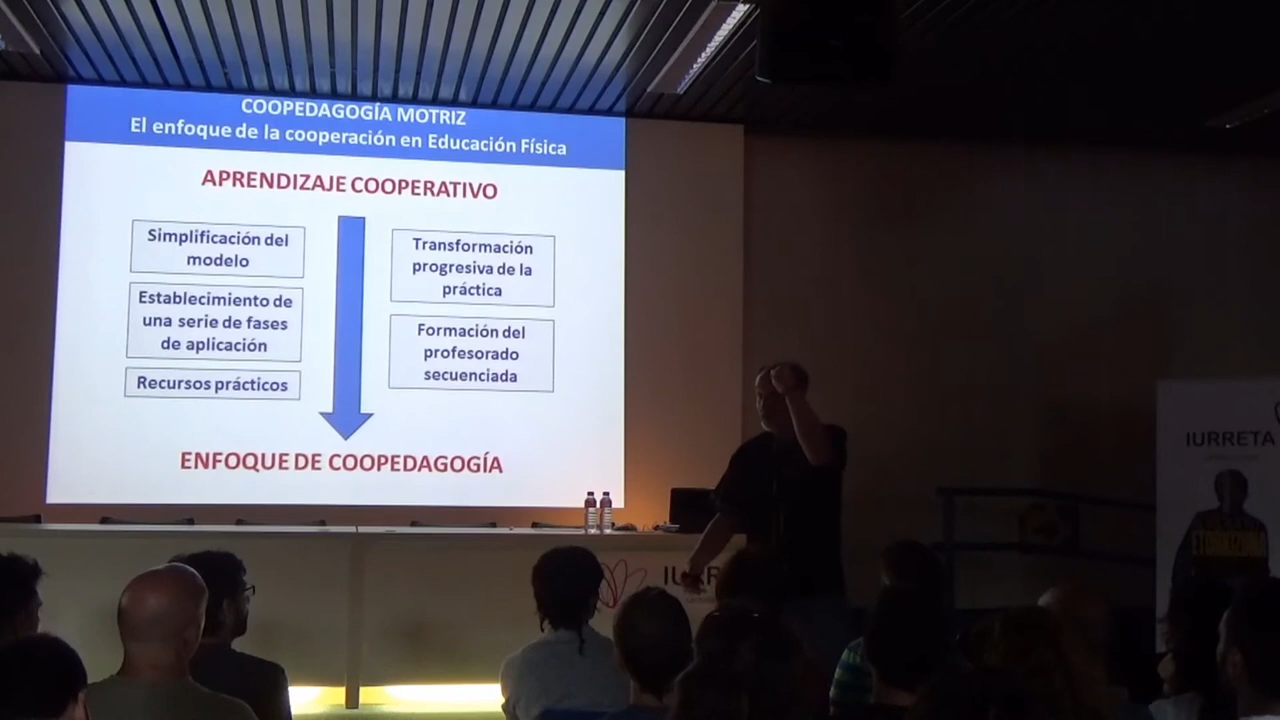 COOPEDAGOGÍA MOTRIZ
El enfoque de la cooperación en Educación Física
APRENDIZAJE COOPERATIVO
Simplificación del
modelo
Establecimiento de
una serie de fases
de aplicación
Recursos prácticos
Transformación
progresiva de la
práctica
Formación del
profesorado
secuenciada
ENFOQUE DE COOPEDAGOGÍA
IURRETA